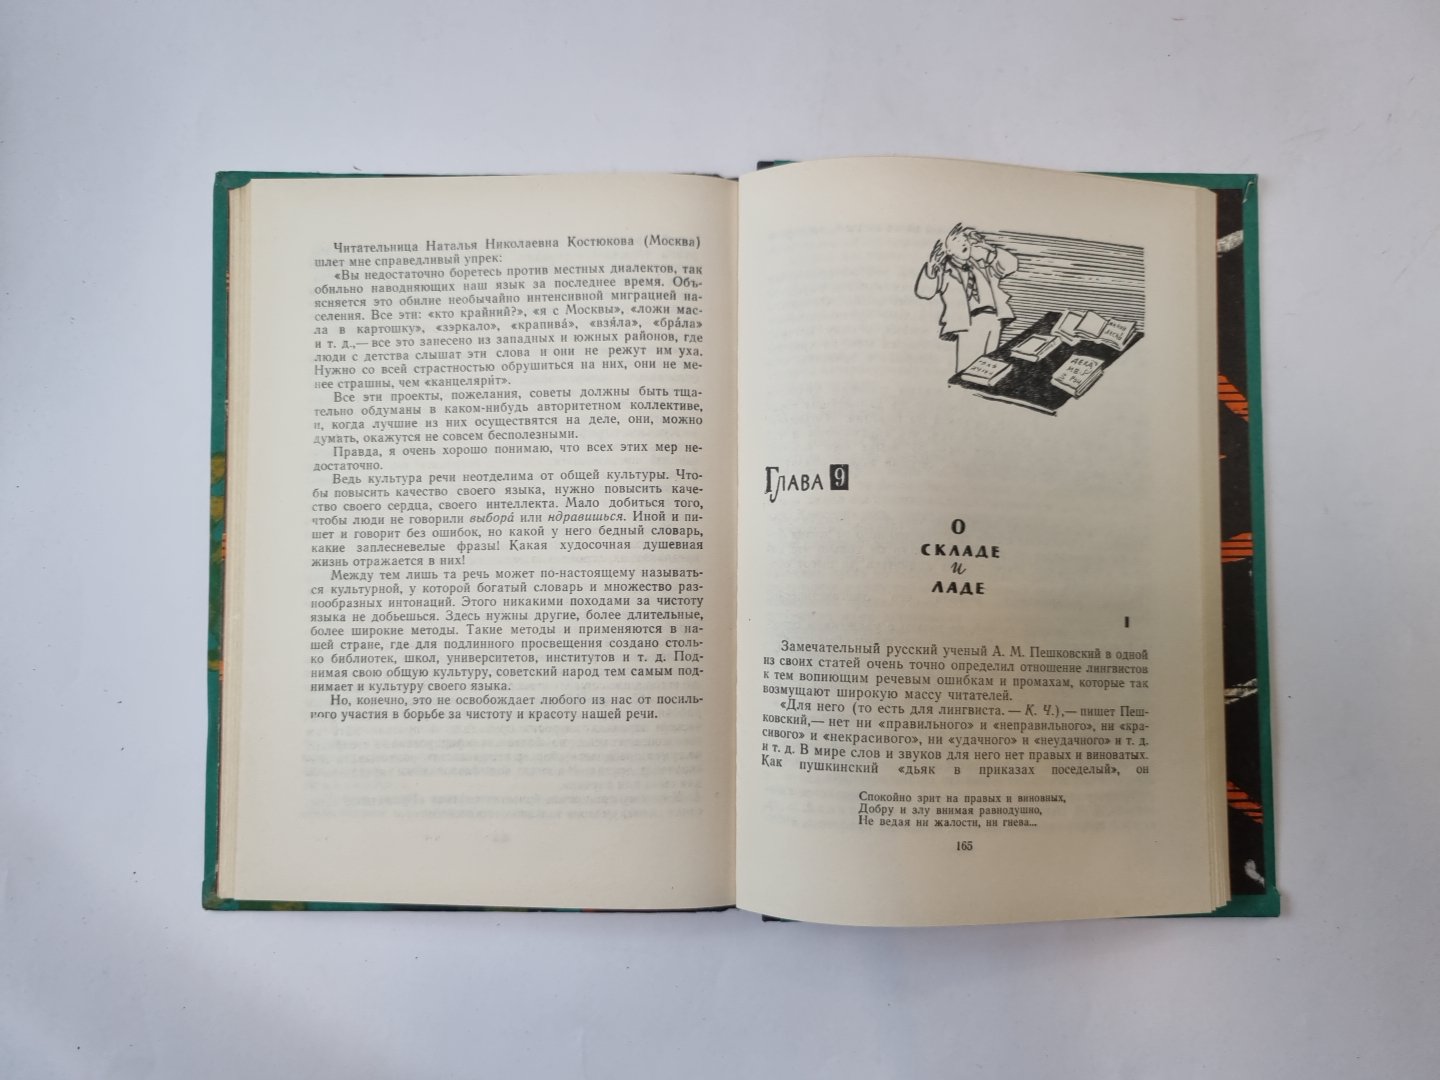 Читательница Наталья Николаевна Костюкова (Москва)
шлет мне справедливый упрек:
«Вы недостаточно боретесь против местных диалектов, так
обильно наводняющих наш язык за последнее время. Объ-
ясняется это обилие необычайно интенсивной миграцией на-
селения. Все эти: «кто крайний?», «я с Москвы», «ложи мас-
ла в картошку», «зэркало», «крапива́», «взя́ла», «бра́ла»
и т. д.,— все это занесено из западных и южных районов, где
люди с детства слышат эти слова и они не режут им уха.
Нужно со всей страстностью обрушиться на них, они не ме-
нее страшны, чем «канцеляри́т».
Все эти проекты, пожелания, советы должны быть тща-
тельно обдуманы в каком-нибудь авторитетном коллективе,
и, когда лучшие из них осуществятся на деле, они, можно
думать, окажутся не совсем бесполезными.
Правда, я очень хорошо понимаю, что всех этих мер не-
достаточно.
Ведь культура речи неотделима от общей культуры. Что-
бы повысить качество своего языка, нужно повысить каче-
ство своего сердца, своего интеллекта. Мало добиться того,
чтобы люди не говорили выбора́ или ндравишься. Иной и пи-
шет и говорит без ошибок, но какой у него бедный словарь,
какие заплесневелые фразы! Какая худосочная душевная
жизнь отражается в них!
Между тем лишь та речь может по-настоящему называть-
ся культурной, у которой богатый словарь и множество раз-
нообразных интонаций. Этого никакими походами за чистоту
языка не добьешься. Здесь нужны другие, более длительные,
более широкие методы. Такие методы и применяются в на-
шей стране, где для подлинного просвещения создано столь-
ко библиотек, школ, университетов, институтов и т. д. Под-
нимая свою общую культуру, советский народ тем самым под-
нимает и культуру своего языка.
Но, конечно, это не освобождает любого из нас от посиль-
ного участия в борьбе за чистоту и красоту нашей речи.
Глава 9
О
СКЛАДЕ
и
ЛАДЕ
I
Замечательный русский ученый А. М. Пешковский в одной
из своих статей очень точно определил отношение лингвистов
к тем вопиющим речевым ошибкам и промахам, которые так
возмущают широкую массу читателей.
«Для него (то есть для лингвиста.— К. Ч.),— пишет Пеш-
ковский,— нет ни «правильного» и «неправильного», ни «кра-
сивого» и «некрасивого», ни «удачного» и «неудачного» и т. д.
и т. д. В мире слов и звуков для него нет правых и виноватых.
Как пушкинский «дьяк в приказах поседелый», он
Спокойно зрит на правых и виновных,
Добру и злу внимая равнодушно,
Не ведая ни жалости, ни гнева...
165